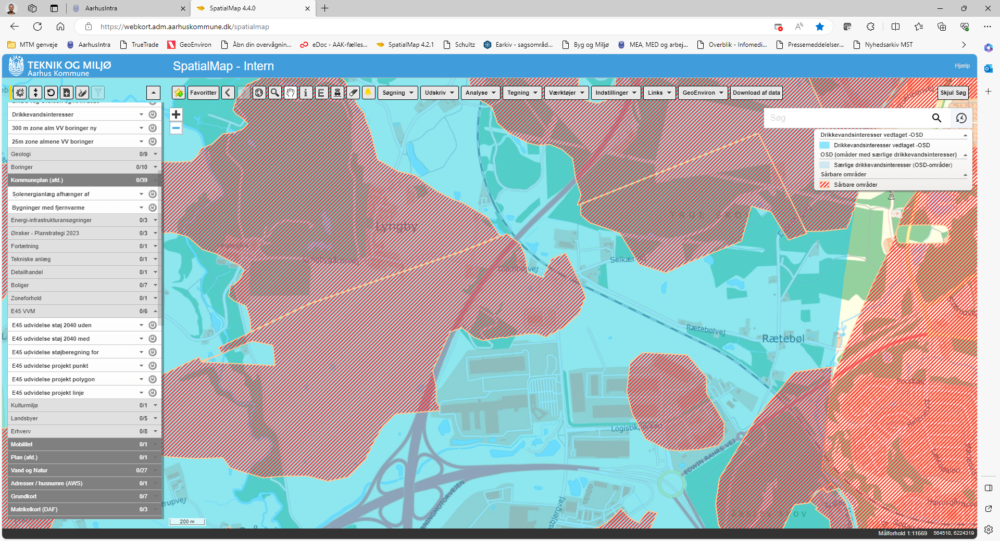 AarhusIntra
SpatialMap 4.4.0
https://webkort.adm.aarhuskommune.dk/spatialmap
MTM genveje
AarhusIntra
TrueTrade
GeoEnviron
Åbn din overvågnin...
eDoc - AAK-fælles...
SpatialMap 4.2.1
Schultz
Earkiv - sagsområd...
Byg og Miljø
MEA, MED og arbej...
Overblik - Infomedi...
Pressemeddelelser...
Nyhedsarkiv MST
TEKNIK OG MILJØ
Aarhus Kommune
SpatialMap - Intern
Hjælp
Favoritter
E
Søgning
Udskriv
Analyse
Tegning
Værktøjer
Indstillinger
Links
GeoEnviron
Download af data
Skjul Søg
Søg
Drikkevandsinteresser vedtaget -OSD
Drikkevandsinteresser vedtaget -OSD
OSD (omåder med særlige drikkevandsinteresser)
Særlige drikkevandsinteresser (OSD-områder)
Sårbare områder
Sårbare områder
Drikkevandsinteresser
300 m zone alm VV boringer ny
25m zone almene VV boringer
Geologi 0/9
Boringer 0/10
Kommuneplan (afd.) 0/39
Solenergianlæg afhænger af
Bygninger med fjernvarme
Energi-infrastruktursansøgninger 0/3
Ønsker - Planstrategi 2023 0/3
Fortætning 0/1
Tekniske anlæg 0/1
Detailhandel 0/1
Boliger 0/7
Zoneforhold 0/1
E45 VVM 0/6
E45 udvidelse støj 2040 uden
E45 udvidelse støj 2040 med
E45 udvidelse støjberegning for
E45 udvidelse projekt punkt
E45 udvidelse projekt polygon
E45 udvidelse projekt linje
Kulturmiljø 0/1
Landsbyer 0/5
Erhverv 0/8
Mobilitet 0/1
Plan (afd.) 0/1
Vand og Natur 0/27
Adresser / husnumre (AWS) 0/1
Grundkort 0/7
Matrikelkort (DAF) 0/3
Lyngby
Lyngbygårdsvej
TRUE SKOV
Selkærvej
Rætebølvej
Rætebøl
Logistikparken
EDWIN RAHRS VEJ
200 m
Målforhold 1:11669
564518, 6224319